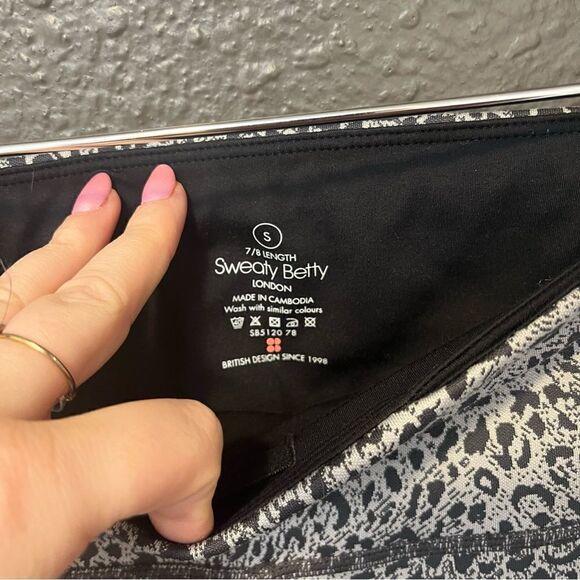 S
7/8 LENGTH
Sweaty Betty
LONDON
MADE IN CAMBODIA
Wash with similar colours
SB5120 78
BRITISH DESIGN SINCE 1998